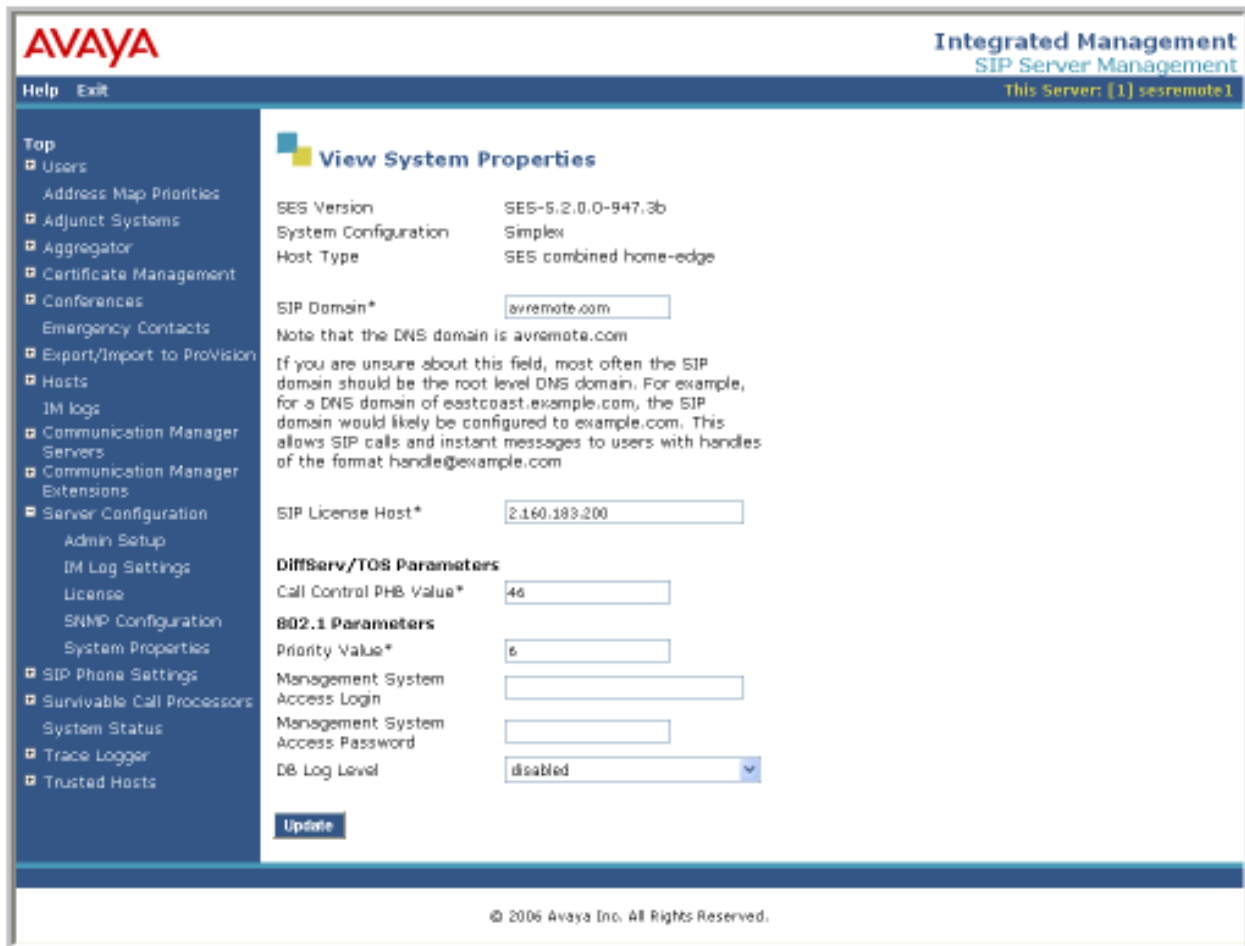 AVAYA
Integrated Management
SIP Server Management
Help Exit
This Server: [1] sesremote1
Top
Users
Address Map Priorities
Adjunct Systems
Aggregator
Certificate Management
Conferences
Emergency Contacts
Export/Import to ProVision
Hosts
IM logs
Communication Manager
Servers
Communication Manager
Extensions
Server Configuration
Admin Setup
IM Log Settings
License
SNMP Configuration
System Properties
SIP Phone Settings
Survivable Call Processors
System Status
Trace Logger
Trusted Hosts
View System Properties
SES Version SES-5.2.0.0-947.3b
System Configuration Simplex
Host Type SES combined home-edge
SIP Domain* avremote.com
Note that the DNS domain is avremote.com
If you are unsure about this field, most often the SIP
domain should be the root level DNS domain. For example,
for a DNS domain of eastcoast.example.com, the SIP
domain would likely be configured to example.com. This
allows SIP calls and instant messages to users with handles
of the format handle@example.com
SIP License Host* 2.160.183.200
DiffServ/TOS Parameters
Call Control PHB Value* 46
802.1 Parameters
Priority Value* 6
Management System
Access Login
Management System
Access Password
DB Log Level disabled
Update
© 2006 Avaya Inc. All Rights Reserved.